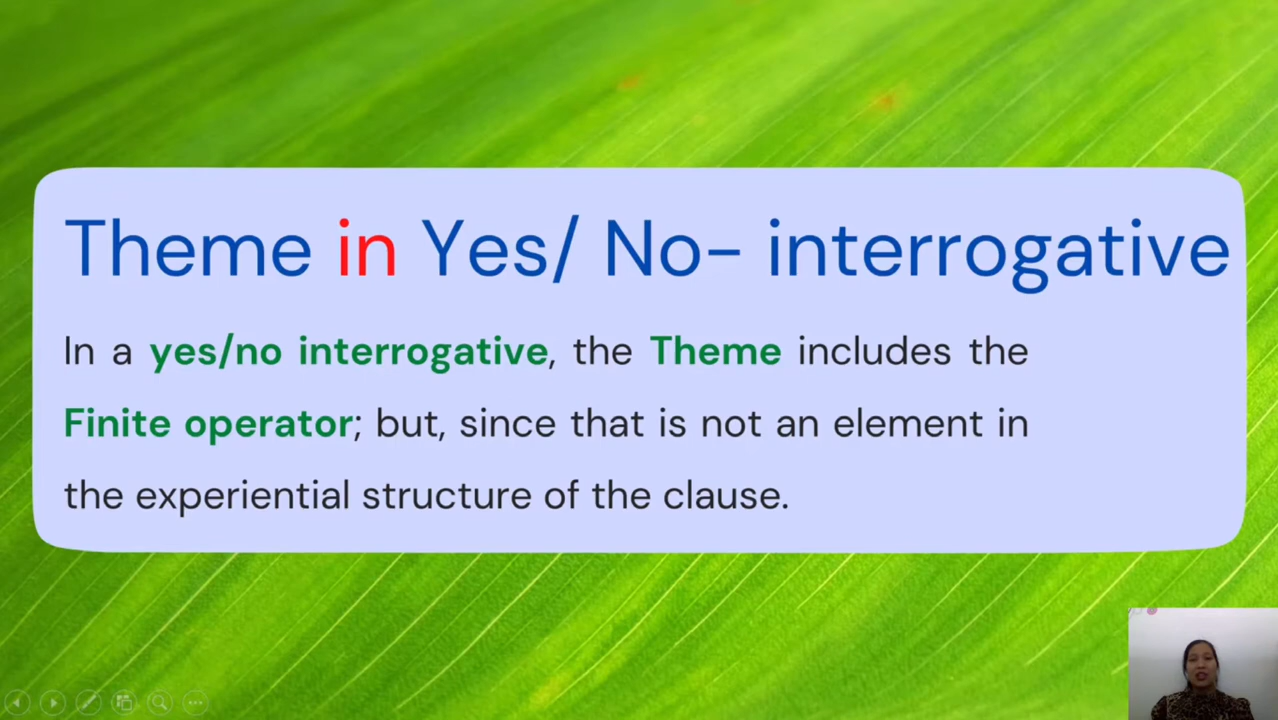 Theme in Yes/ No- interrogative
In a yes/no interrogative, the Theme includes the
Finite operator; but, since that is not an element in
the experiential structure of the clause.